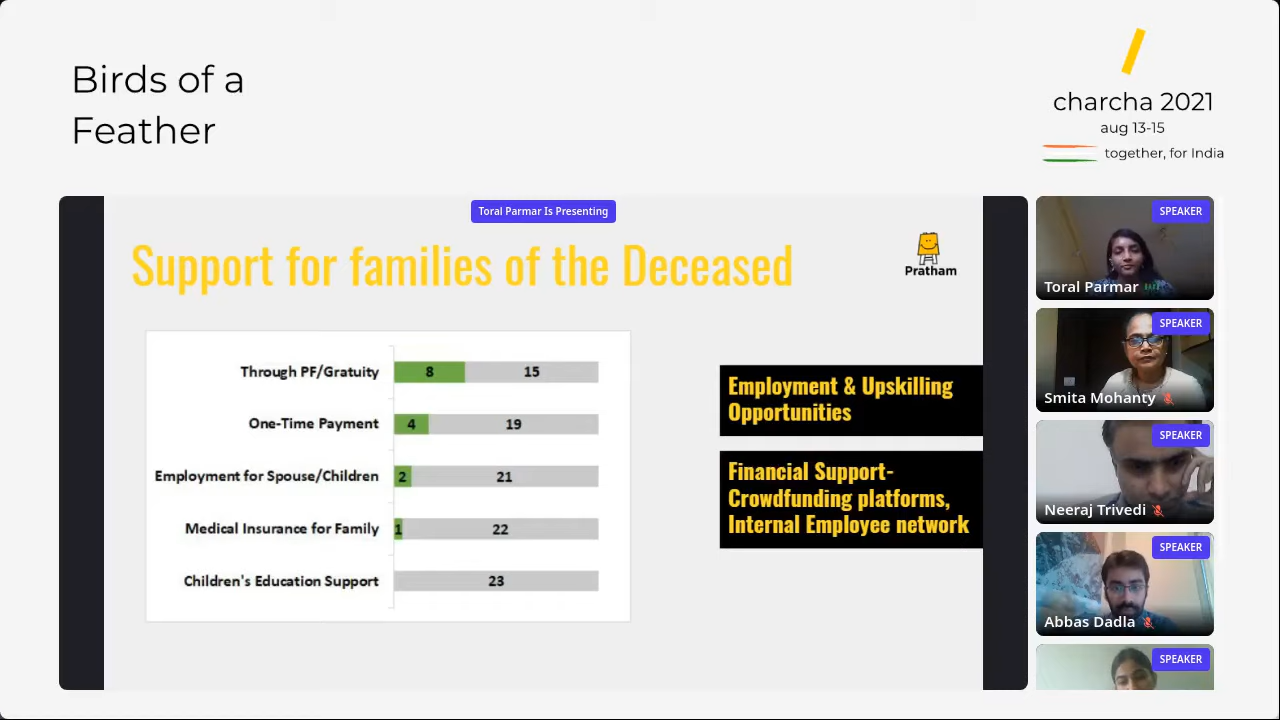 Birds of a
Feather
charcha 2021
aug 13-15
together, for India
Toral Parmar Is Presenting
Support for families of the Deceased
Pratham
Through PF/Gratuity 8 15
One-Time Payment 4 19
Employment for Spouse/Children 2 21
Medical Insurance for Family 1 22
Children's Education Support 23
Employment & Upskilling
Opportunities
Financial Support-
Crowdfunding platforms,
Internal Employee network
SPEAKER
Toral Parmar
SPEAKER
Smita Mohanty
SPEAKER
Neeraj Trivedi
SPEAKER
Abbas Dadla
SPEAKER